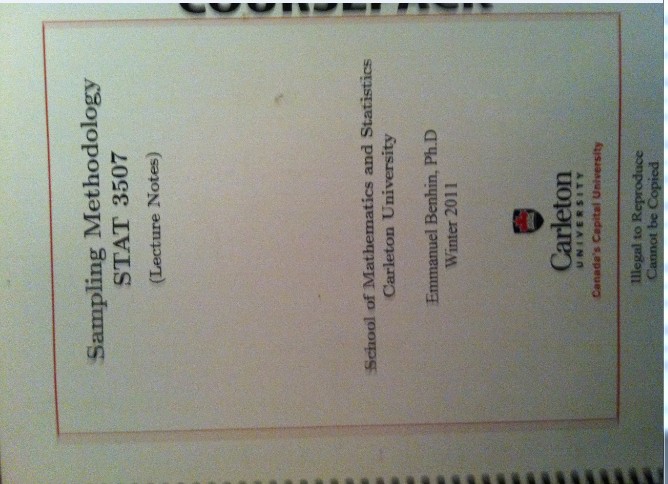 COURSEPACK
Sampling Methodology
STAT 3507
(Lecture Notes)
School of Mathematics and Statistics
Carleton University
Emmanuel Benhin, Ph.D
Winter 2011
Carleton
UNIVERSITY
Canada's Capital University
Illegal to Reproduce
Cannot be Copied